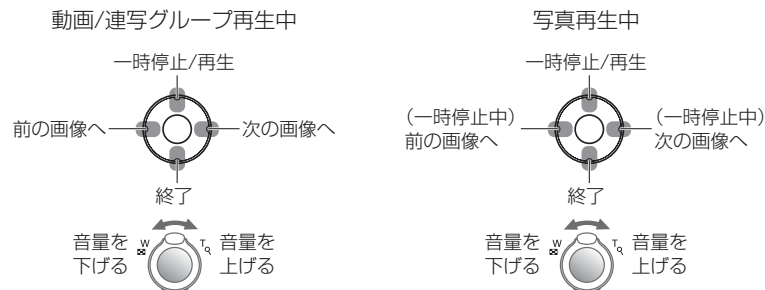 動画/連写グループ再生中
一時停止/再生
前の画像へ
次の画像へ
終了
音量を
下げる
W
T
音量を
上げる
写真再生中
一時停止/再生
（一時停止中）
前の画像へ
（一時停止中）
次の画像へ
終了
音量を
下げる
W
T
音量を
上げる